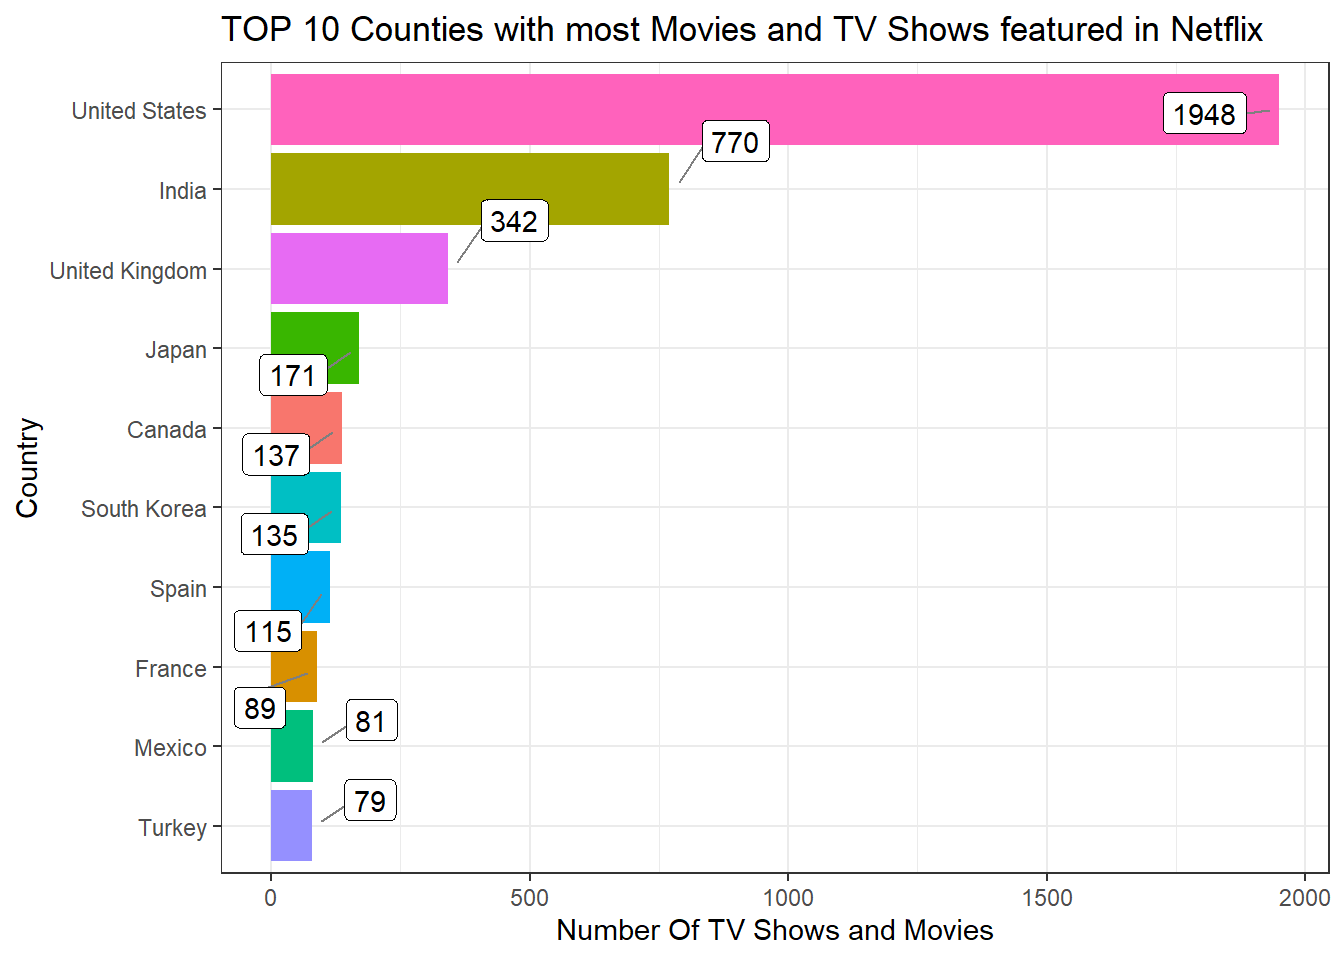 TOP 10 Counties with most Movies and TV Shows featured in Netflix
United States
1948
India
770
United Kingdom
342
Japan
171
Canada
137
South Korea
135
Spain
115
France
89
Mexico
81
Turkey
79
Country
0 500 1000 1500 2000
Number Of TV Shows and Movies